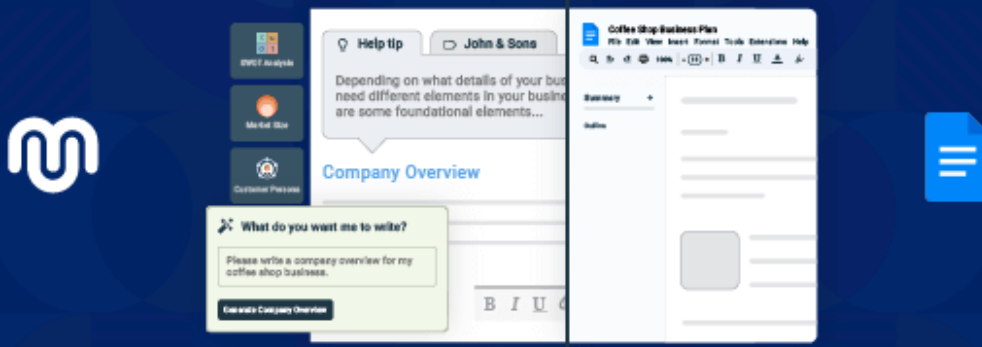 SWOT Analysis
Market Size
Customer Persona
Help tip
John & Sons
Depending on what details of your bus
need different elements in your busine
are some foundational elements...
Company Overview
What do you want me to write?
Please write a company overview for my
coffee shop business.
Generate Company Overview
B I U
Coffee Shop Business Plan
File Edit View Insert Format Tools Extensions Help
100%
B I U A
Summary +
Outline